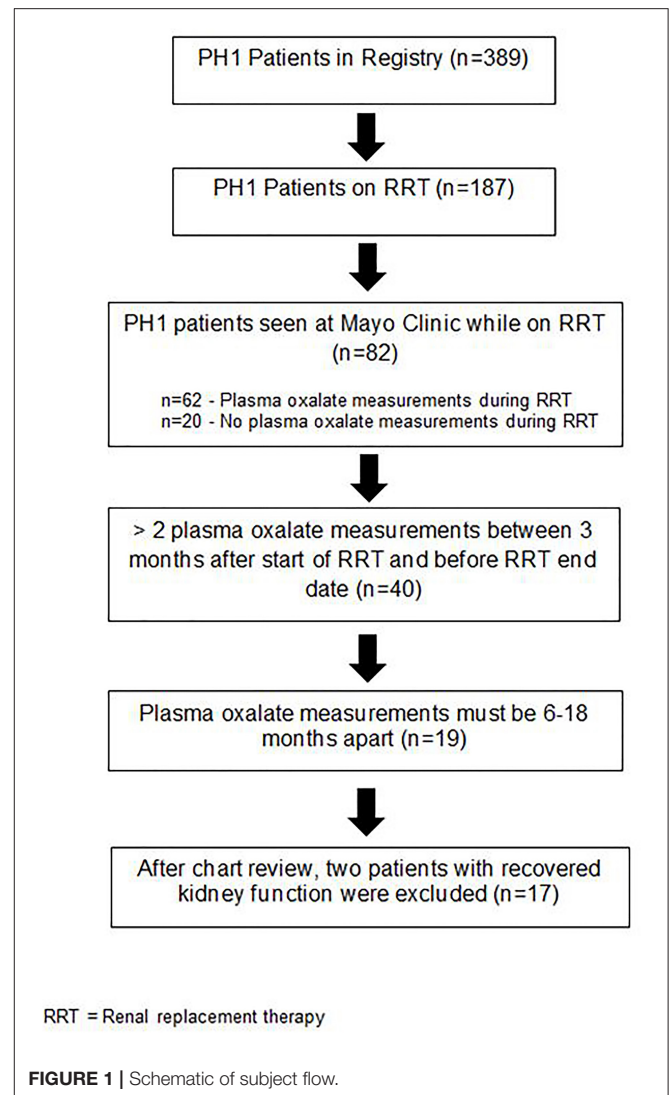 PH1 Patients in Registry (n=389)
PH1 Patients on RRT (n=187)
PH1 patients seen at Mayo Clinic while on RRT
(n=82)
n=62 - Plasma oxalate measurements during RRT
n=20 - No plasma oxalate measurements during RRT
> 2 plasma oxalate measurements between 3
months after start of RRT and before RRT end
date (n=40)
Plasma oxalate measurements must be 6-18
months apart (n=19)
After chart review, two patients with recovered
kidney function were excluded (n=17)
RRT = Renal replacement therapy
FIGURE 1 | Schematic of subject flow.